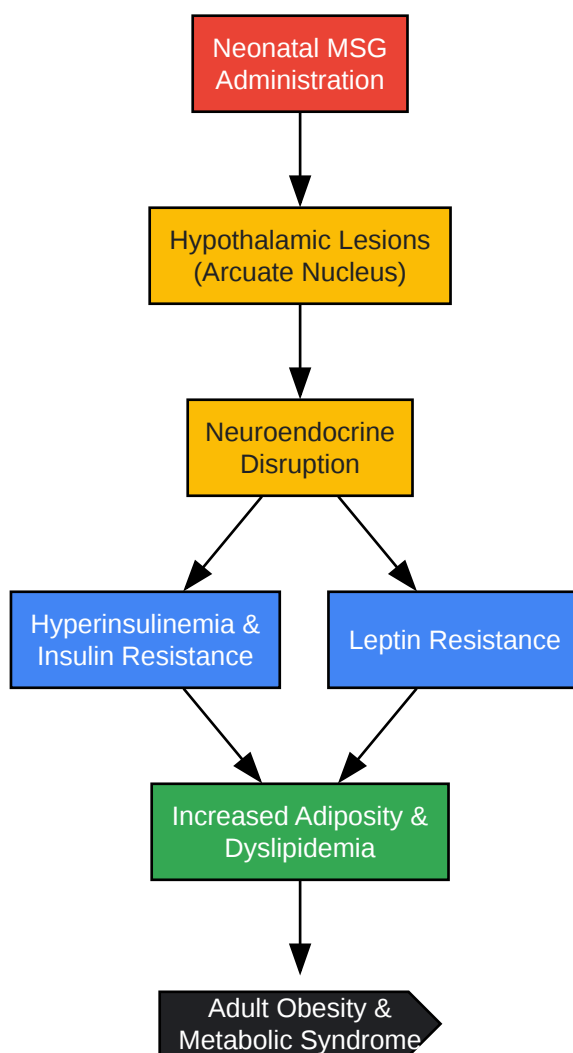 Neonatal MSG
Administration
Hypothalamic Lesions
(Arcuate Nucleus)
Neuroendocrine
Disruption
Hyperinsulinemia &
Insulin Resistance
Leptin Resistance
Increased Adiposity &
Dyslipidemia
Adult Obesity &
Metabolic Syndrome